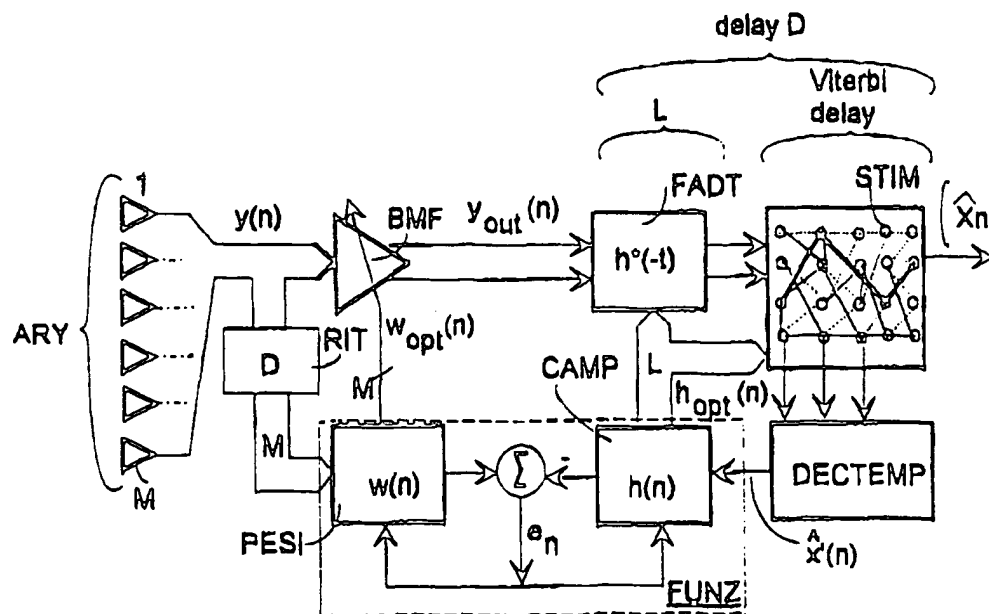 delay D
Viterbi
delay
L
1
FADT
STIM
x̂n
y(n)
BMF
y_out(n)
h°(-t)
ARY
RIT
D
w_opt(n)
CAMP
M
L
h_opt(n)
M
M
w(n)
Σ
-
h(n)
DECTEMP
PESI
e_n
x̂'(n)
FUNZ